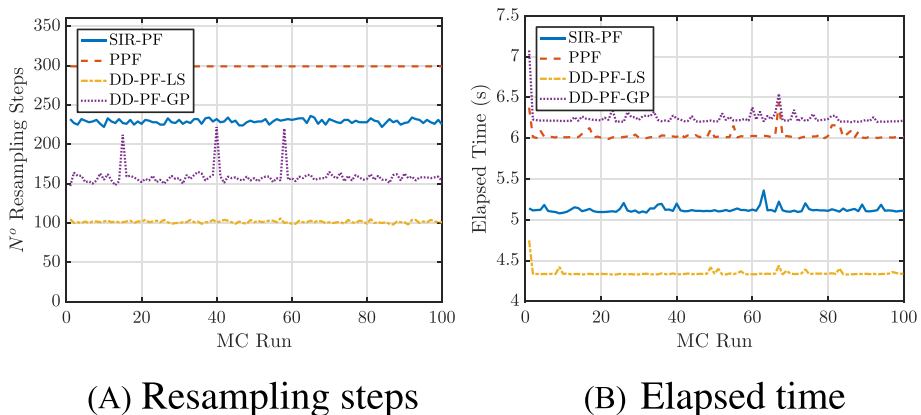 350
300
250
200
150
100
50
0
0 20 40 60 80 100
Nº Resampling Steps
MC Run
SIR-PF
PPF
DD-PF-LS
DD-PF-GP
(A) Resampling steps
7.5
7
6.5
6
5.5
5
4.5
4
0 20 40 60 80 100
Elapsed Time (s)
MC Run
SIR-PF
PPF
DD-PF-LS
DD-PF-GP
(B) Elapsed time